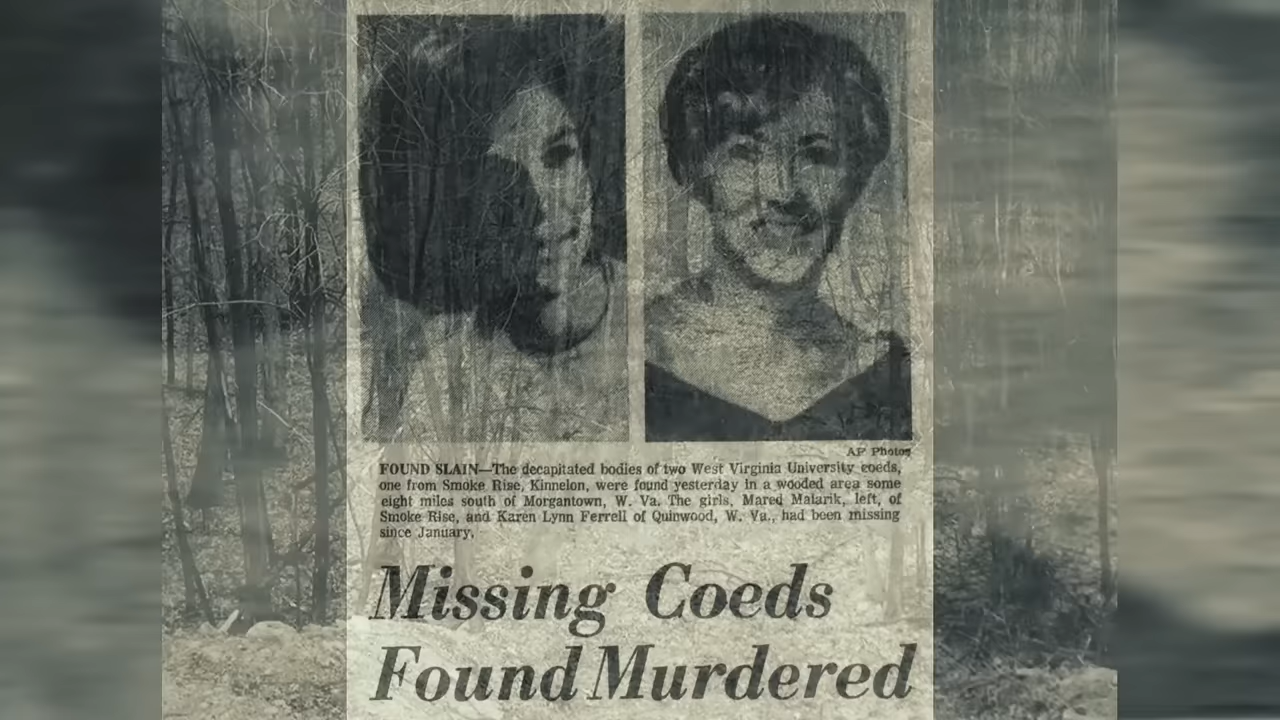 AP Photos
FOUND SLAIN—The decapitated bodies of two West Virginia University coeds,
one from Smoke Rise, Kinnelon, were found yesterday in a wooded area some
eight miles south of Morgantown, W. Va. The girls, Mared Malarik, left, of
Smoke Rise, and Karen Lynn Ferrell of Quinwood, W. Va., had been missing
since January.
Missing Coeds
Found Murdered